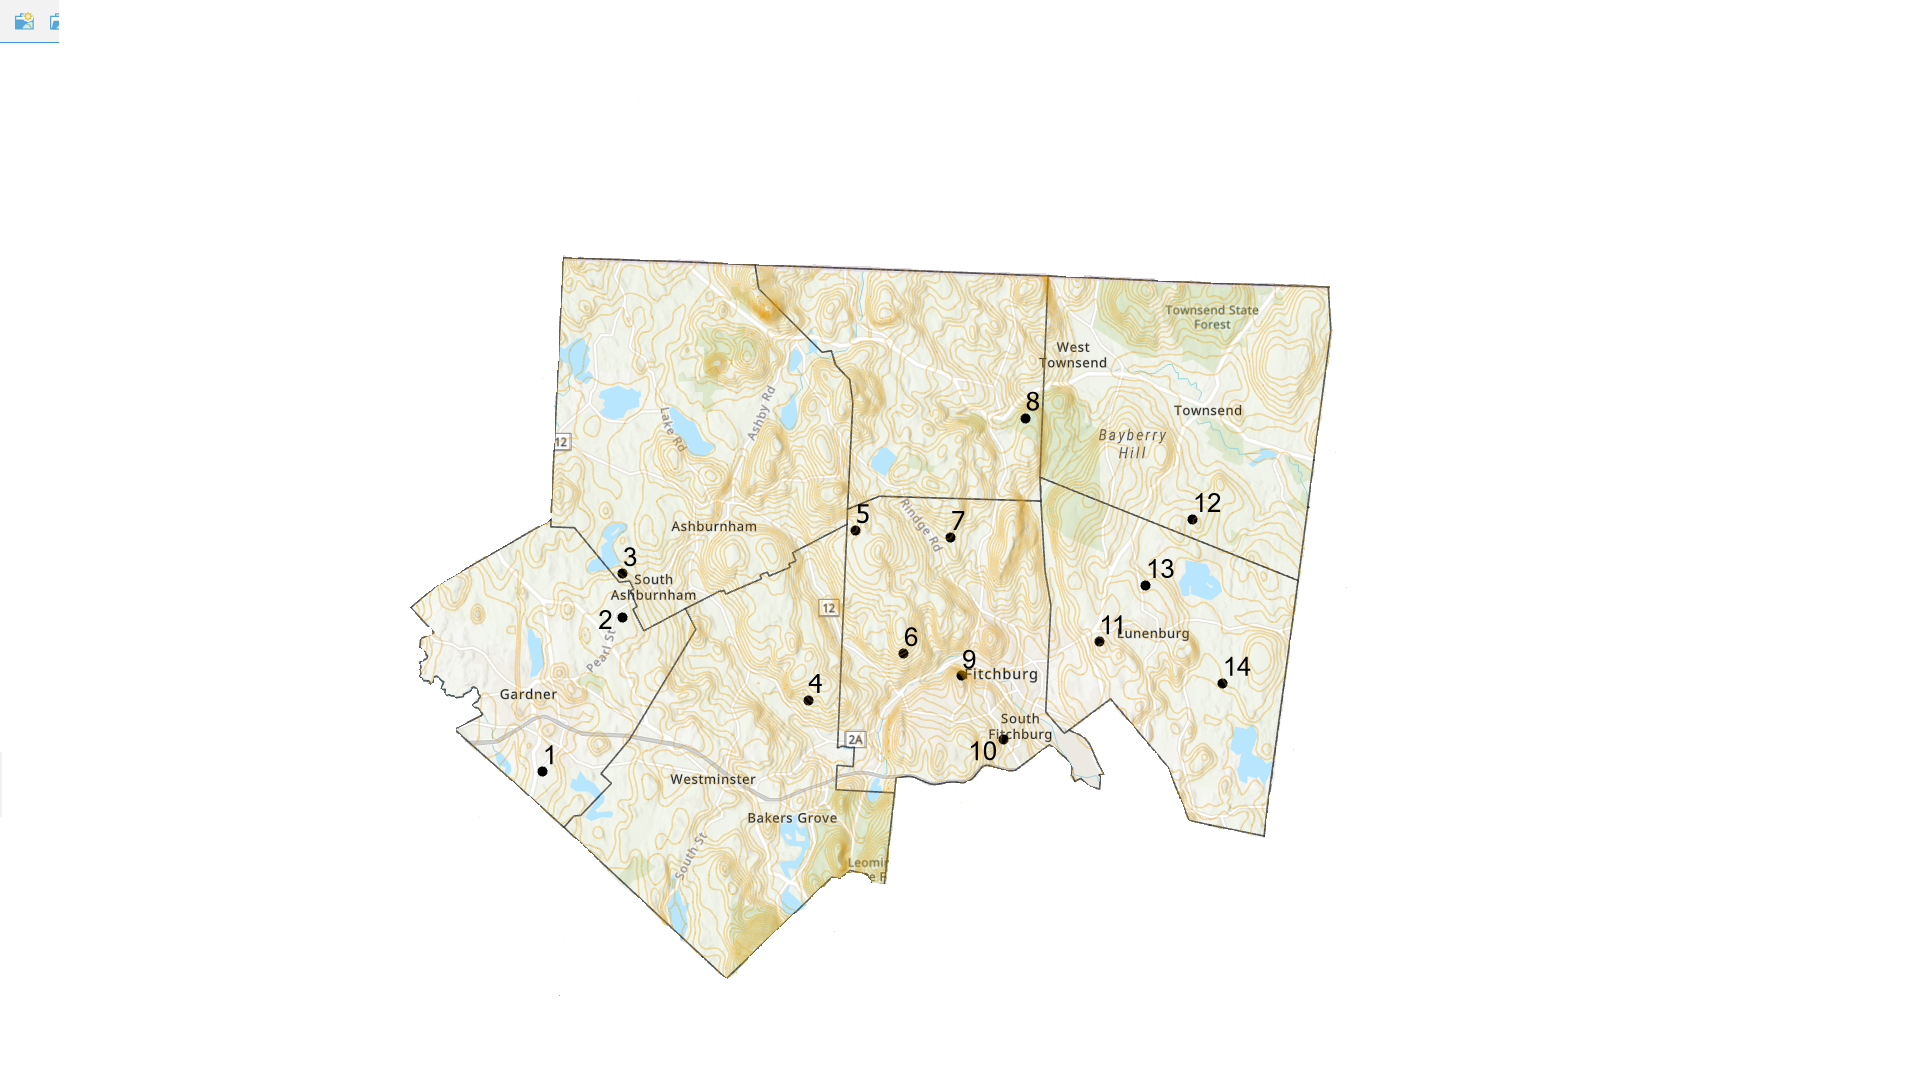 Townsend State
Forest
West
Townsend
8
Townsend
Lake Rd
Ashby Rd
12
Bayberry
Hill
12
5
Rindge Rd
7
Ashburnham
3
13
South
Ashburnham
2
12
11
Lunenburg
6
Pearl St
9
Fitchburg
14
4
Gardner
South
Fitchburg
2A
10
1
Westminster
Bakers Grove
South St
Leomin
e F